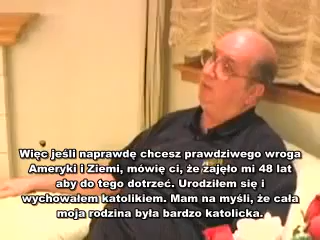 Więc jeśli naprawdę chcesz prawdziwego wroga
Ameryki i Ziemi, mówię ci, że zajęło mi 48 lat
aby do tego dotrzeć. Urodziłem się i
wychowałem katolikiem. Mam na myśli, że cała
moja rodzina była bardzo katolicka.